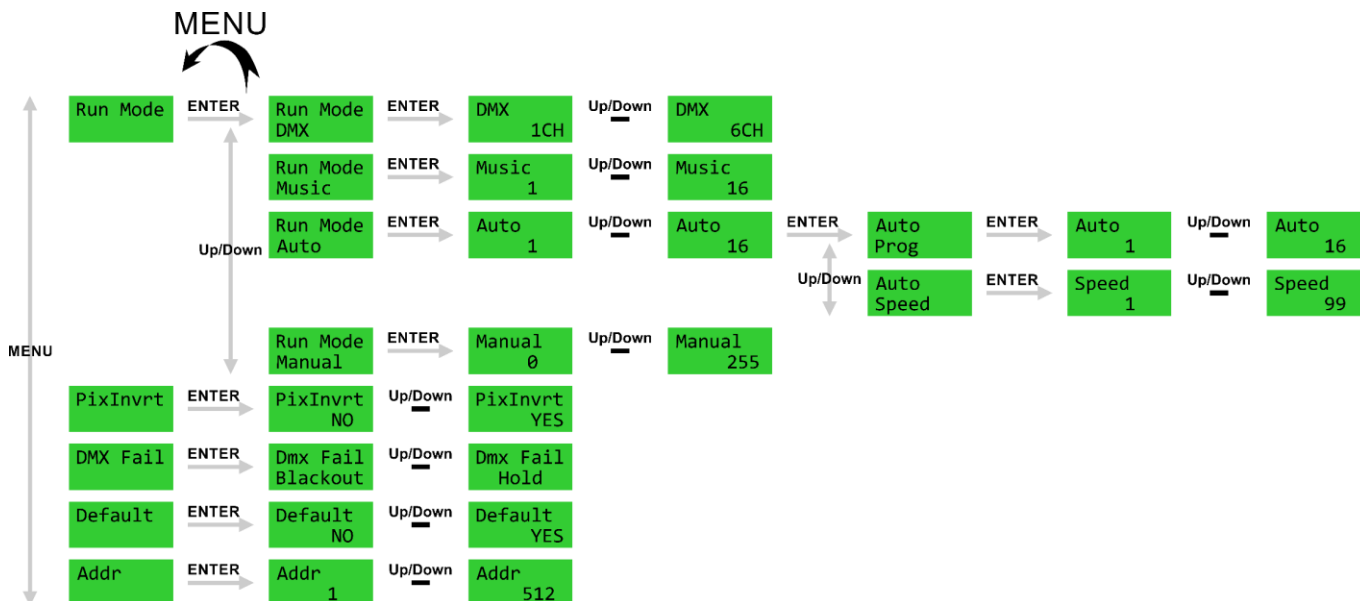 MENU
Run Mode ENTER Run Mode DMX ENTER DMX 1CH Up/Down DMX 6CH
Run Mode Music ENTER Music 1 Up/Down Music 16
Run Mode Auto ENTER Auto 1 Up/Down Auto 16 ENTER Auto Prog ENTER Auto 1 Up/Down Auto 16
Up/Down
Up/Down Auto Speed ENTER Speed 1 Up/Down Speed 99
Run Mode Manual ENTER Manual 0 Up/Down Manual 255
MENU
PixInvrt ENTER PixInvrt NO Up/Down PixInvrt YES
DMX Fail ENTER Dmx Fail Blackout Up/Down Dmx Fail Hold
Default ENTER Default NO Up/Down Default YES
Addr ENTER Addr 1 Up/Down Addr 512